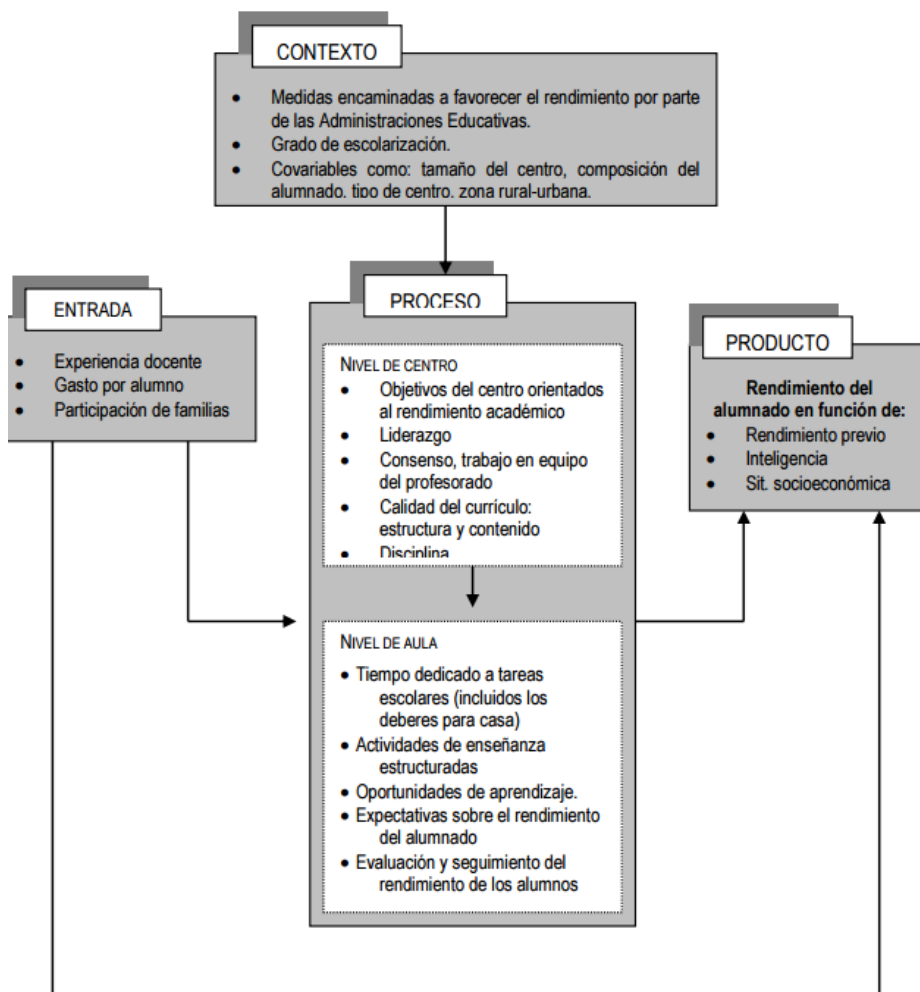 CONTEXTO
• Medidas encaminadas a favorecer el rendimiento por parte
de las Administraciones Educativas.
• Grado de escolarización.
• Covariables como: tamaño del centro, composición del
alumnado, tipo de centro, zona rural-urbana.
ENTRADA
• Experiencia docente
• Gasto por alumno
• Participación de familias
PROCESO
NIVEL DE CENTRO
• Objetivos del centro orientados
al rendimiento académico
• Liderazgo
• Consenso, trabajo en equipo
del profesorado
• Calidad del currículo:
estructura y contenido
• Disciplina
NIVEL DE AULA
• Tiempo dedicado a tareas
escolares (incluidos los
deberes para casa)
• Actividades de enseñanza
estructuradas
• Oportunidades de aprendizaje.
• Expectativas sobre el rendimiento
del alumnado
• Evaluación y seguimiento del
rendimiento de los alumnos
PRODUCTO
Rendimiento del
alumnado en función de:
• Rendimiento previo
• Inteligencia
• Sit. socioeconómica